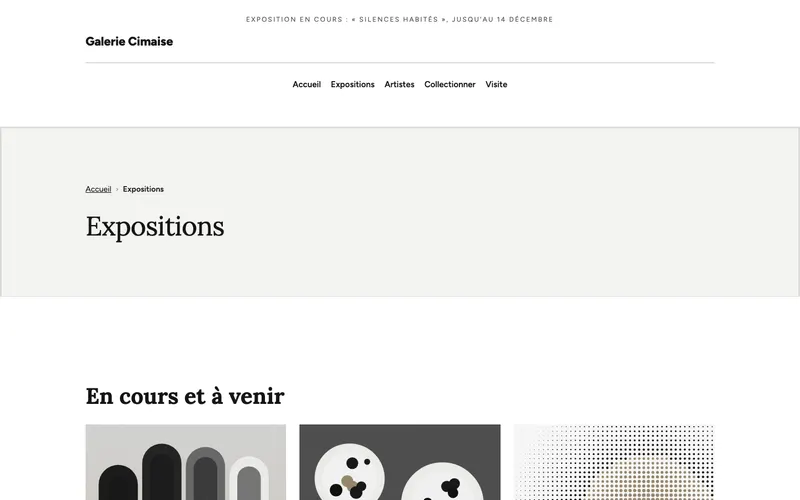 EXPOSITION EN COURS : « SILENCES HABITÉS », JUSQU'AU 14 DÉCEMBRE
Galerie Cimaise
Accueil Expositions Artistes Collectionner Visite
Accueil › Expositions
Expositions
En cours et à venir